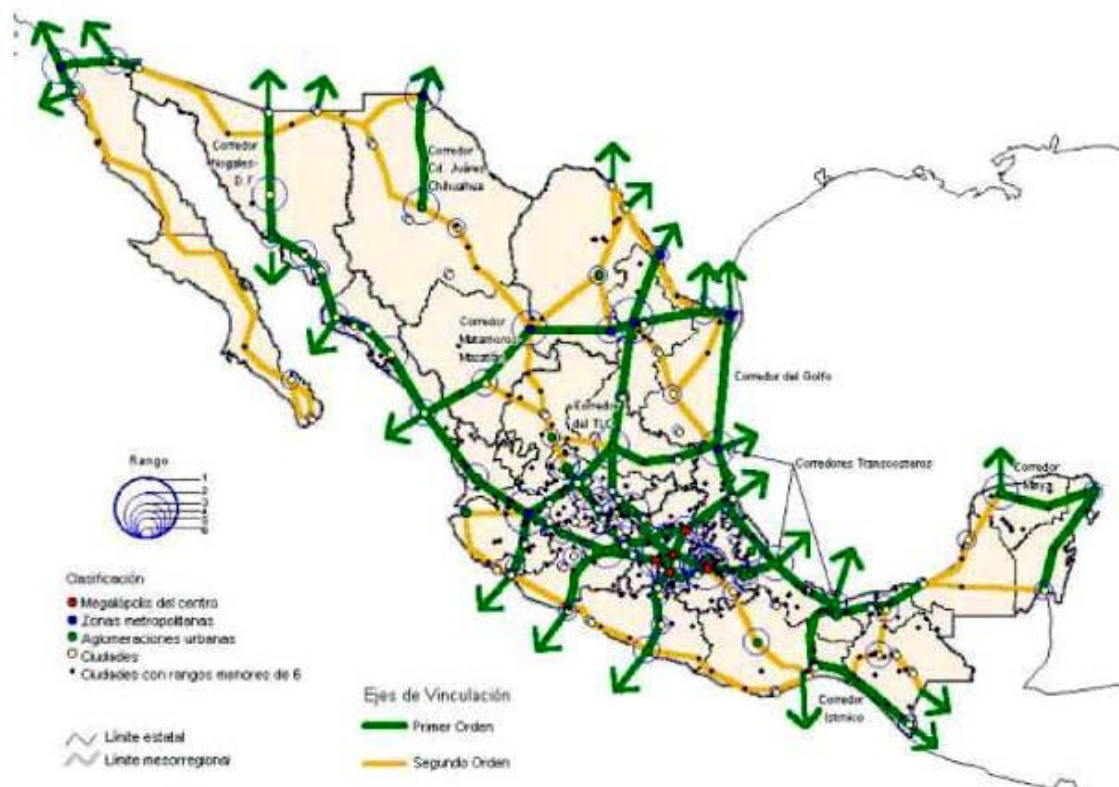 Corredor
Nogales-
D.F.
Corredor
Cd. Juárez
Chihuahua
Corredor
Matamoros
Mazatlán
Corredor
del TLC
Corredor del Golfo
Corredores Transcosteros
Corredor
Maya
Corredor
Istmico
Rango
1
Clasificación
Megalópolis del centro
Zonas metropolitanas
Aglomeraciones urbanas
Ciudades
Ciudades con rangos menores de 6
Límite estatal
Límite mesorregional
Ejes de Vinculación
Primer Orden
Segundo Orden